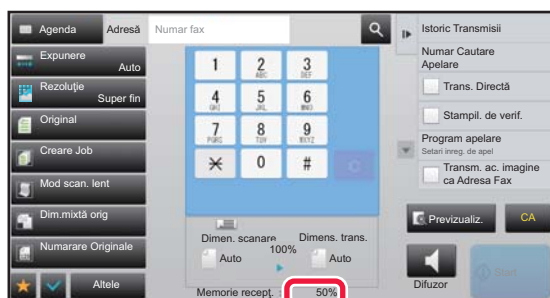 Agenda
Adresă
Numar fax
Expunere
Auto
Rezoluţie
Super fin
Original
Creare Job
Mod scan. lent
Dim.mixtă orig
Numarare Originale
Altele
1
2
ABC
3
DEF
4
GHI
5
JKL
6
MNO
7
PQRS
8
TUV
9
WXYZ
0
#
Dimen. scanare
Dimens. trans.
100%
Auto
Auto
Memorie recepţ. :
50%
Istoric Transmisii
Numar Cautare
Apelare
Trans. Directă
Stampil. de verif.
Program apelare
Setari inreg. de apel
Transm. ac. imagine
ca Adresa Fax
Previzualiz.
CA
Difuzor
Start